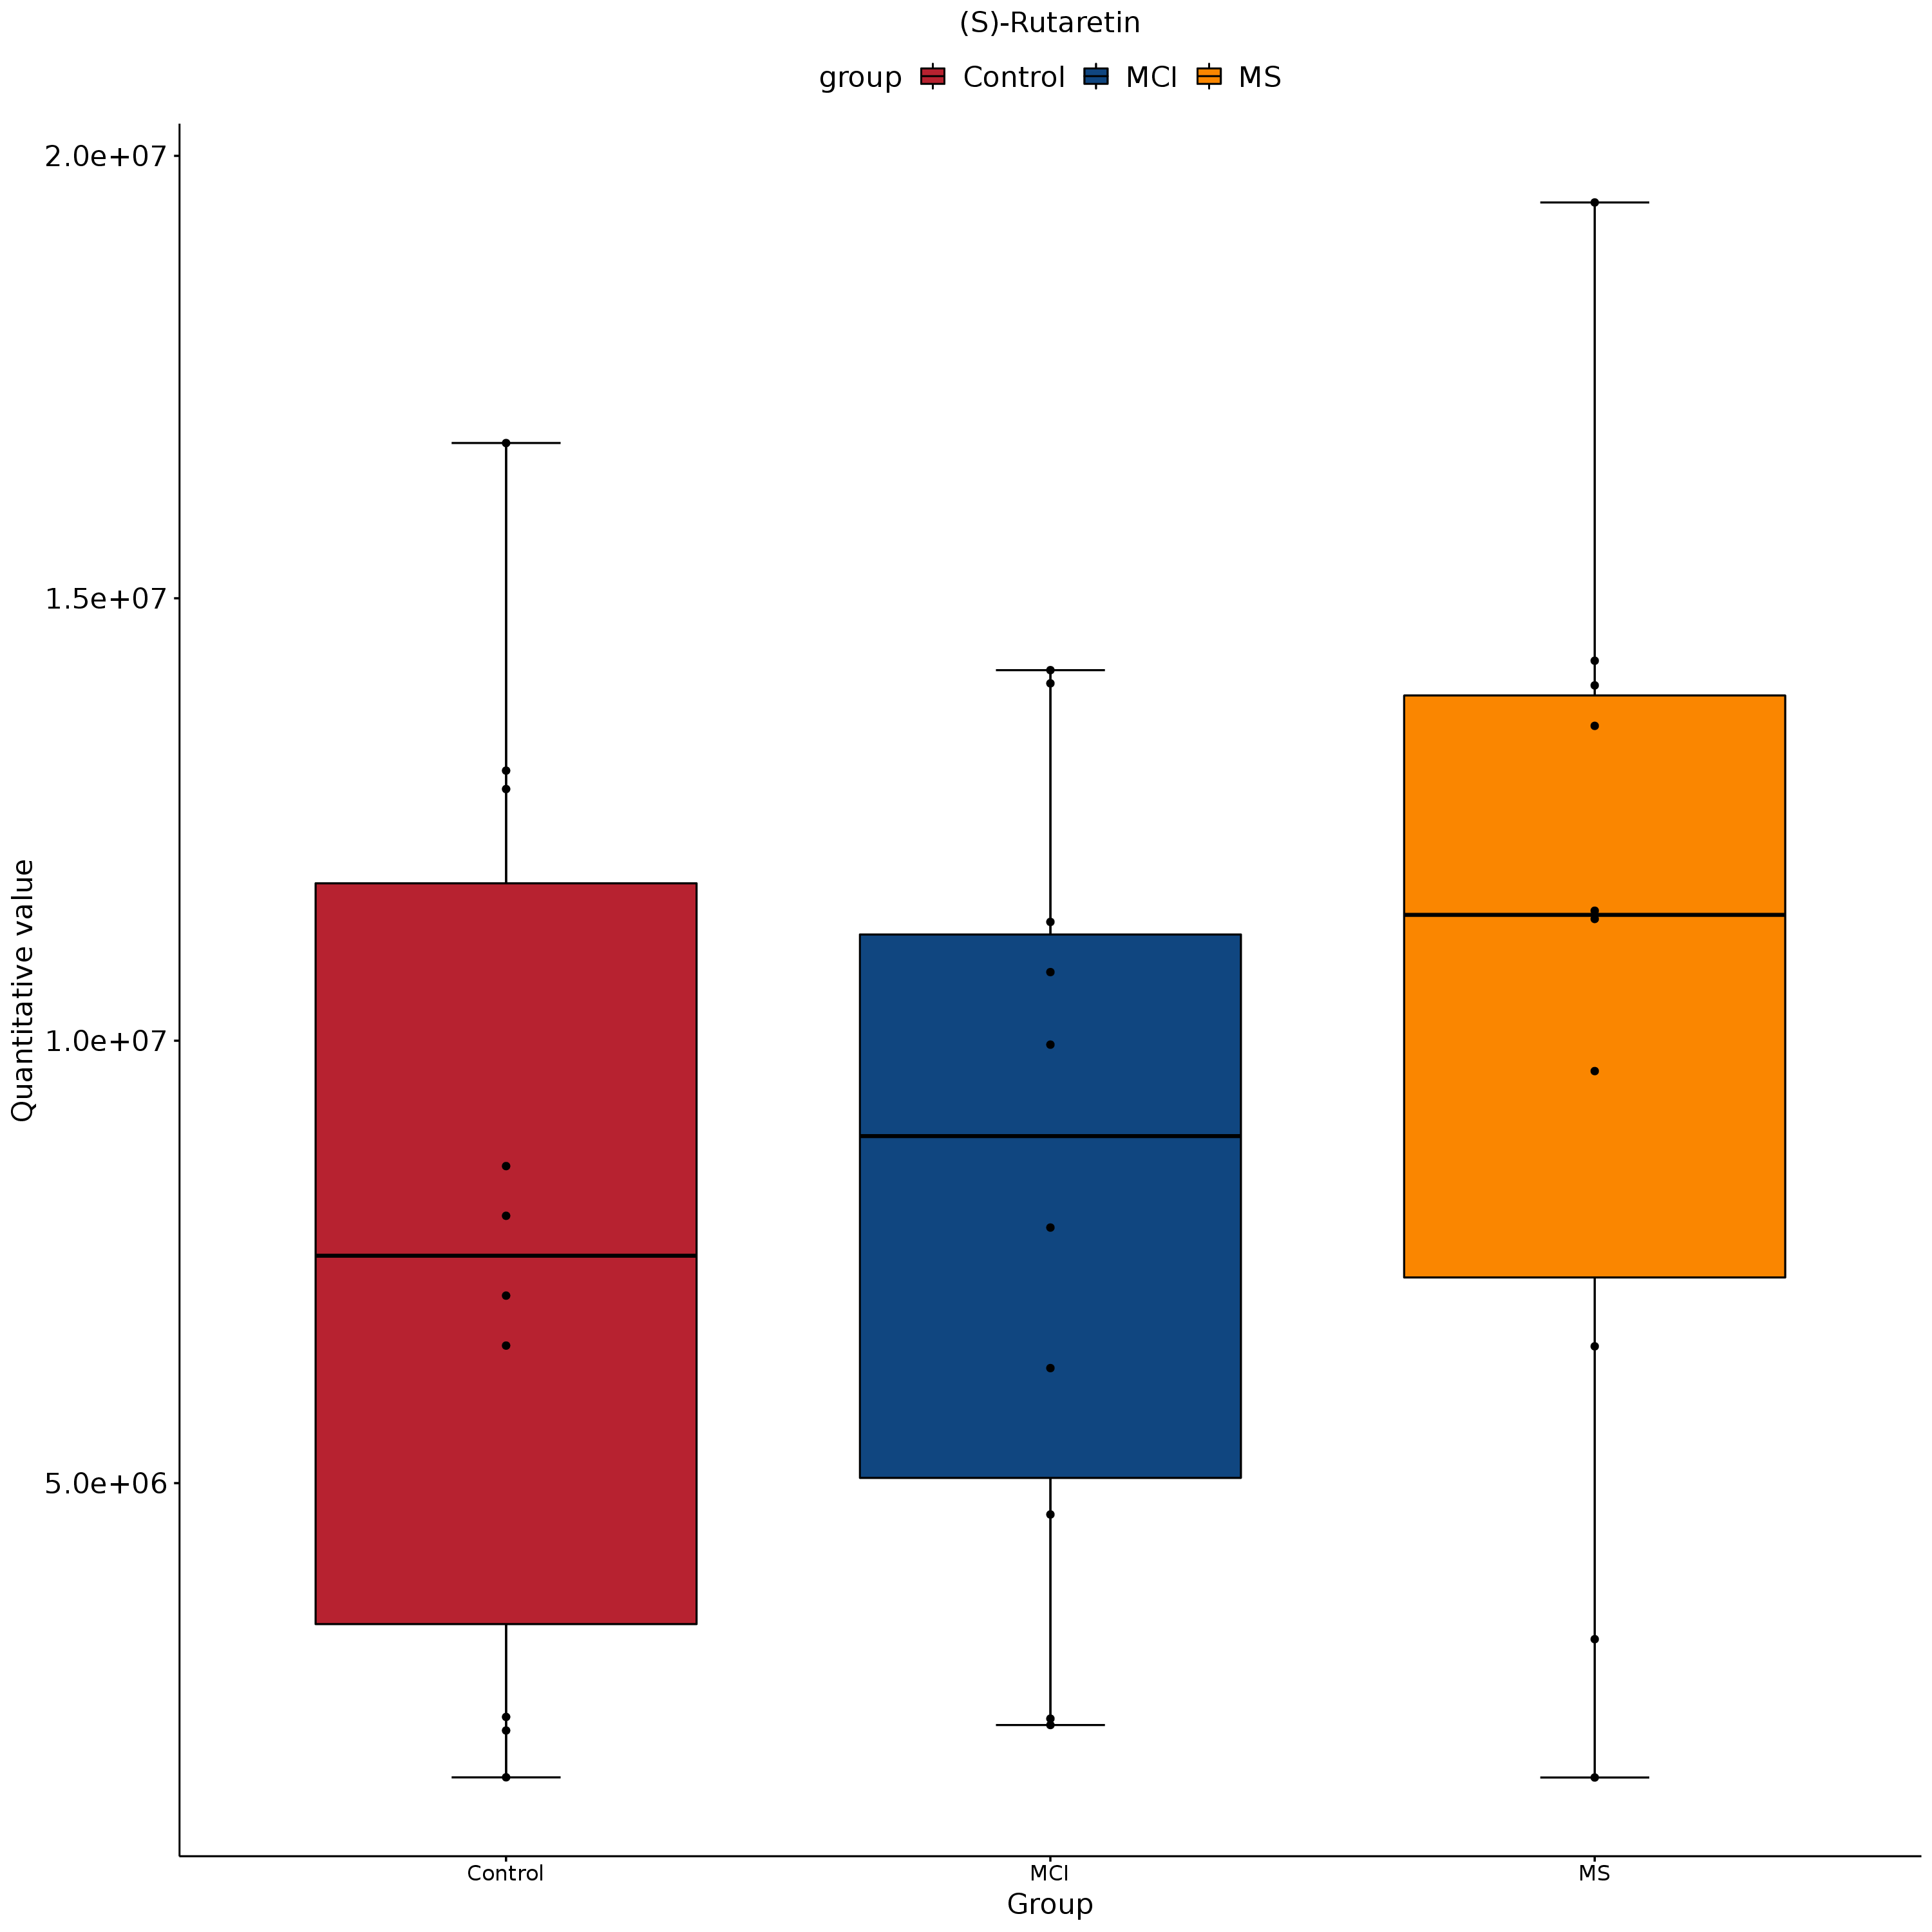 (S)-Rutaretin
group Control MCI MS
Quantitative value
2.0e+07
1.5e+07
1.0e+07
5.0e+06
Control MCI MS
Group